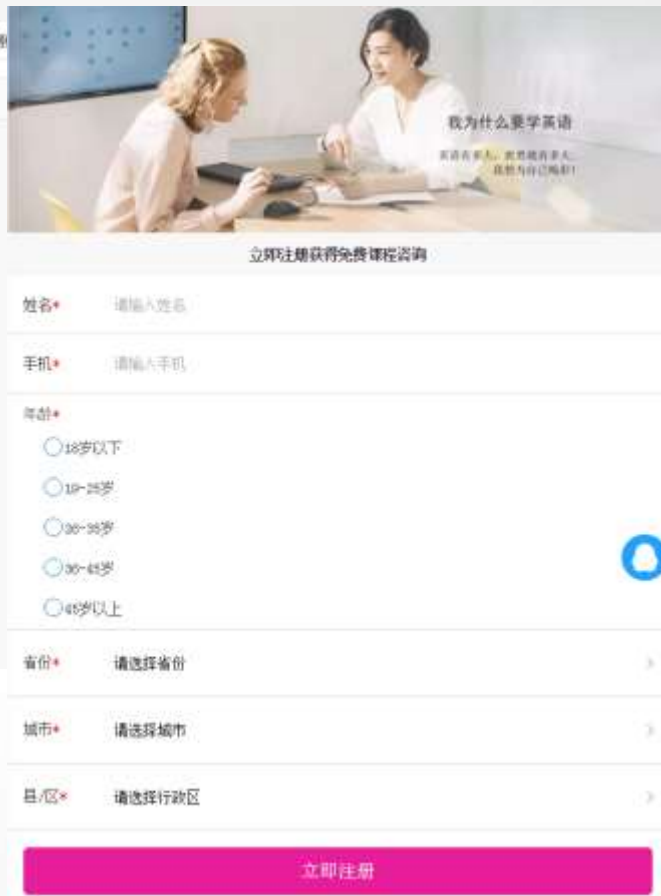 我为什么要学英语
立即注册获得免费课程咨询
姓名*
请输入姓名
手机*
请输入手机
年龄*
18岁以下
19-25岁
26-35岁
36-45岁
45岁以上
省份*
请选择省份
城市*
请选择城市
县/区*
请选择行政区
立即注册